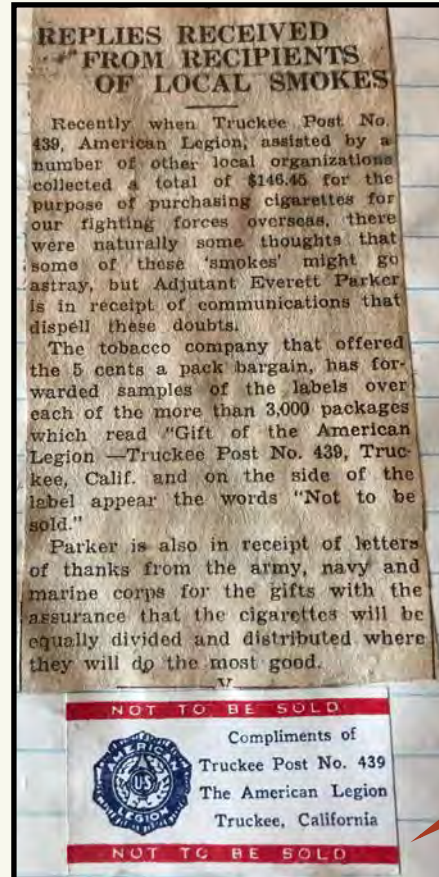 REPLIES RECEIVED
FROM RECIPIENTS
OF LOCAL SMOKES
Recently when Truckee Post No.
439, American Legion, assisted by a
number of other local organizations
collected a total of $146.45 for the
purpose of purchasing cigarettes for
our fighting forces overseas, there
were naturally some thoughts that
some of these 'smokes' might go
astray, but Adjutant Everett Parker
is in receipt of communications that
dispell these doubts.
The tobacco company that offered
the 5 cents a pack bargain, has for-
warded samples of the labels over
each of the more than 3,000 packages
which read "Gift of the American
Legion —Truckee Post No. 439, Truc-
kee, Calif. and on the side of the
label appear the words "Not to be
sold."
Parker is also in receipt of letters
of thanks from the army, navy and
marine corps for the gifts with the
assurance that the cigarettes will be
equally divided and distributed where
they will do the most good.
V
NOT TO BE SOLD
AMERICAN
U.S
LEGION
Compliments of
Truckee Post No. 439
The American Legion
Truckee, California
NOT TO BE SOLD